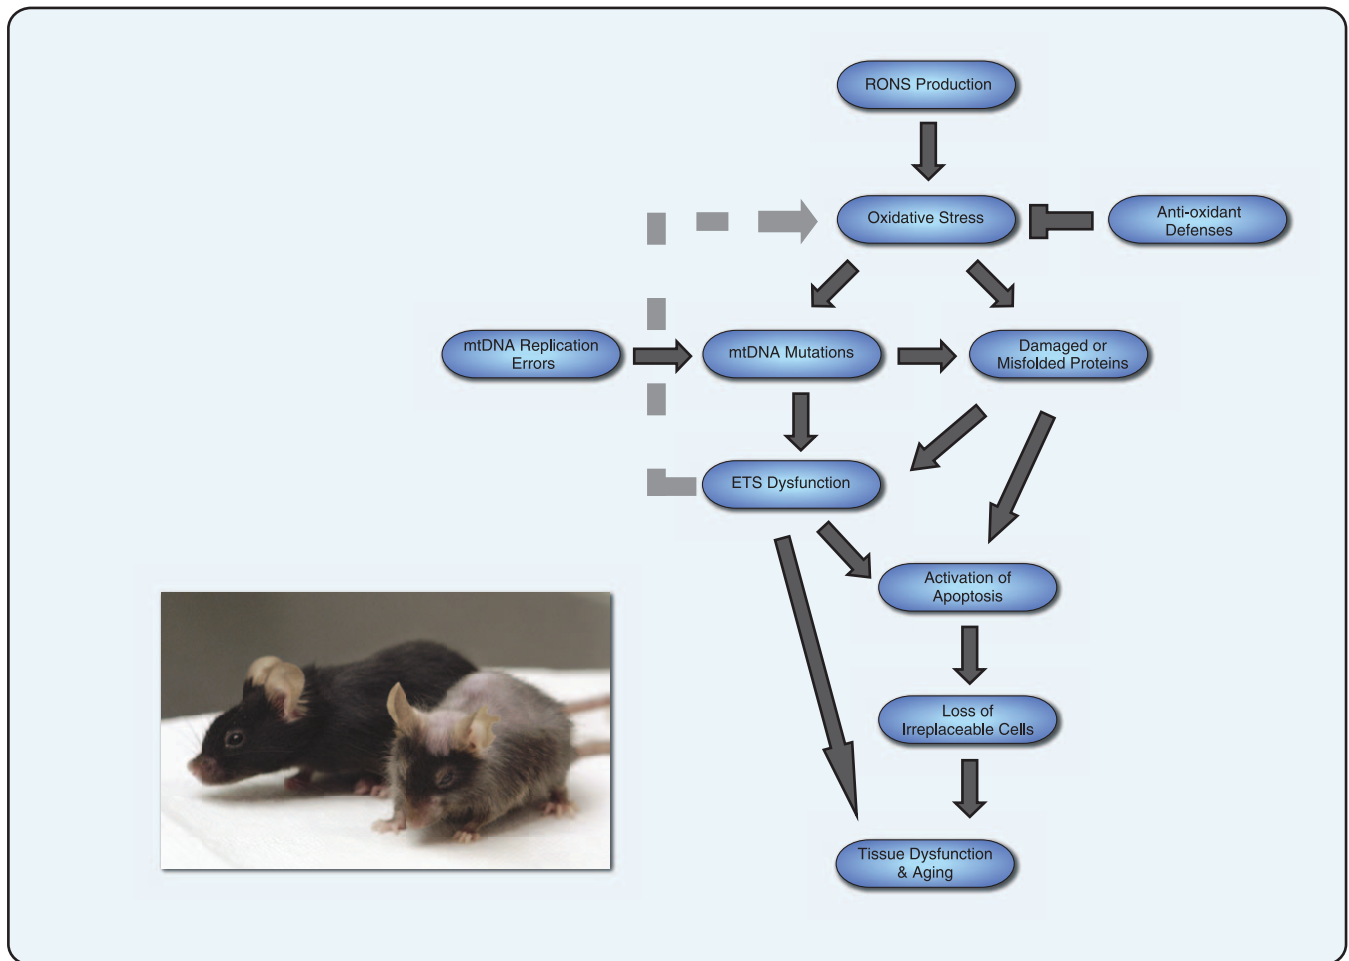 RONS Production
Oxidative Stress
Anti-oxidant
Defenses
mtDNA Replication
Errors
mtDNA Mutations
Damaged or
Misfolded Proteins
ETS Dysfunction
Activation of
Apoptosis
Loss of
Irreplaceable Cells
Tissue Dysfunction
& Aging